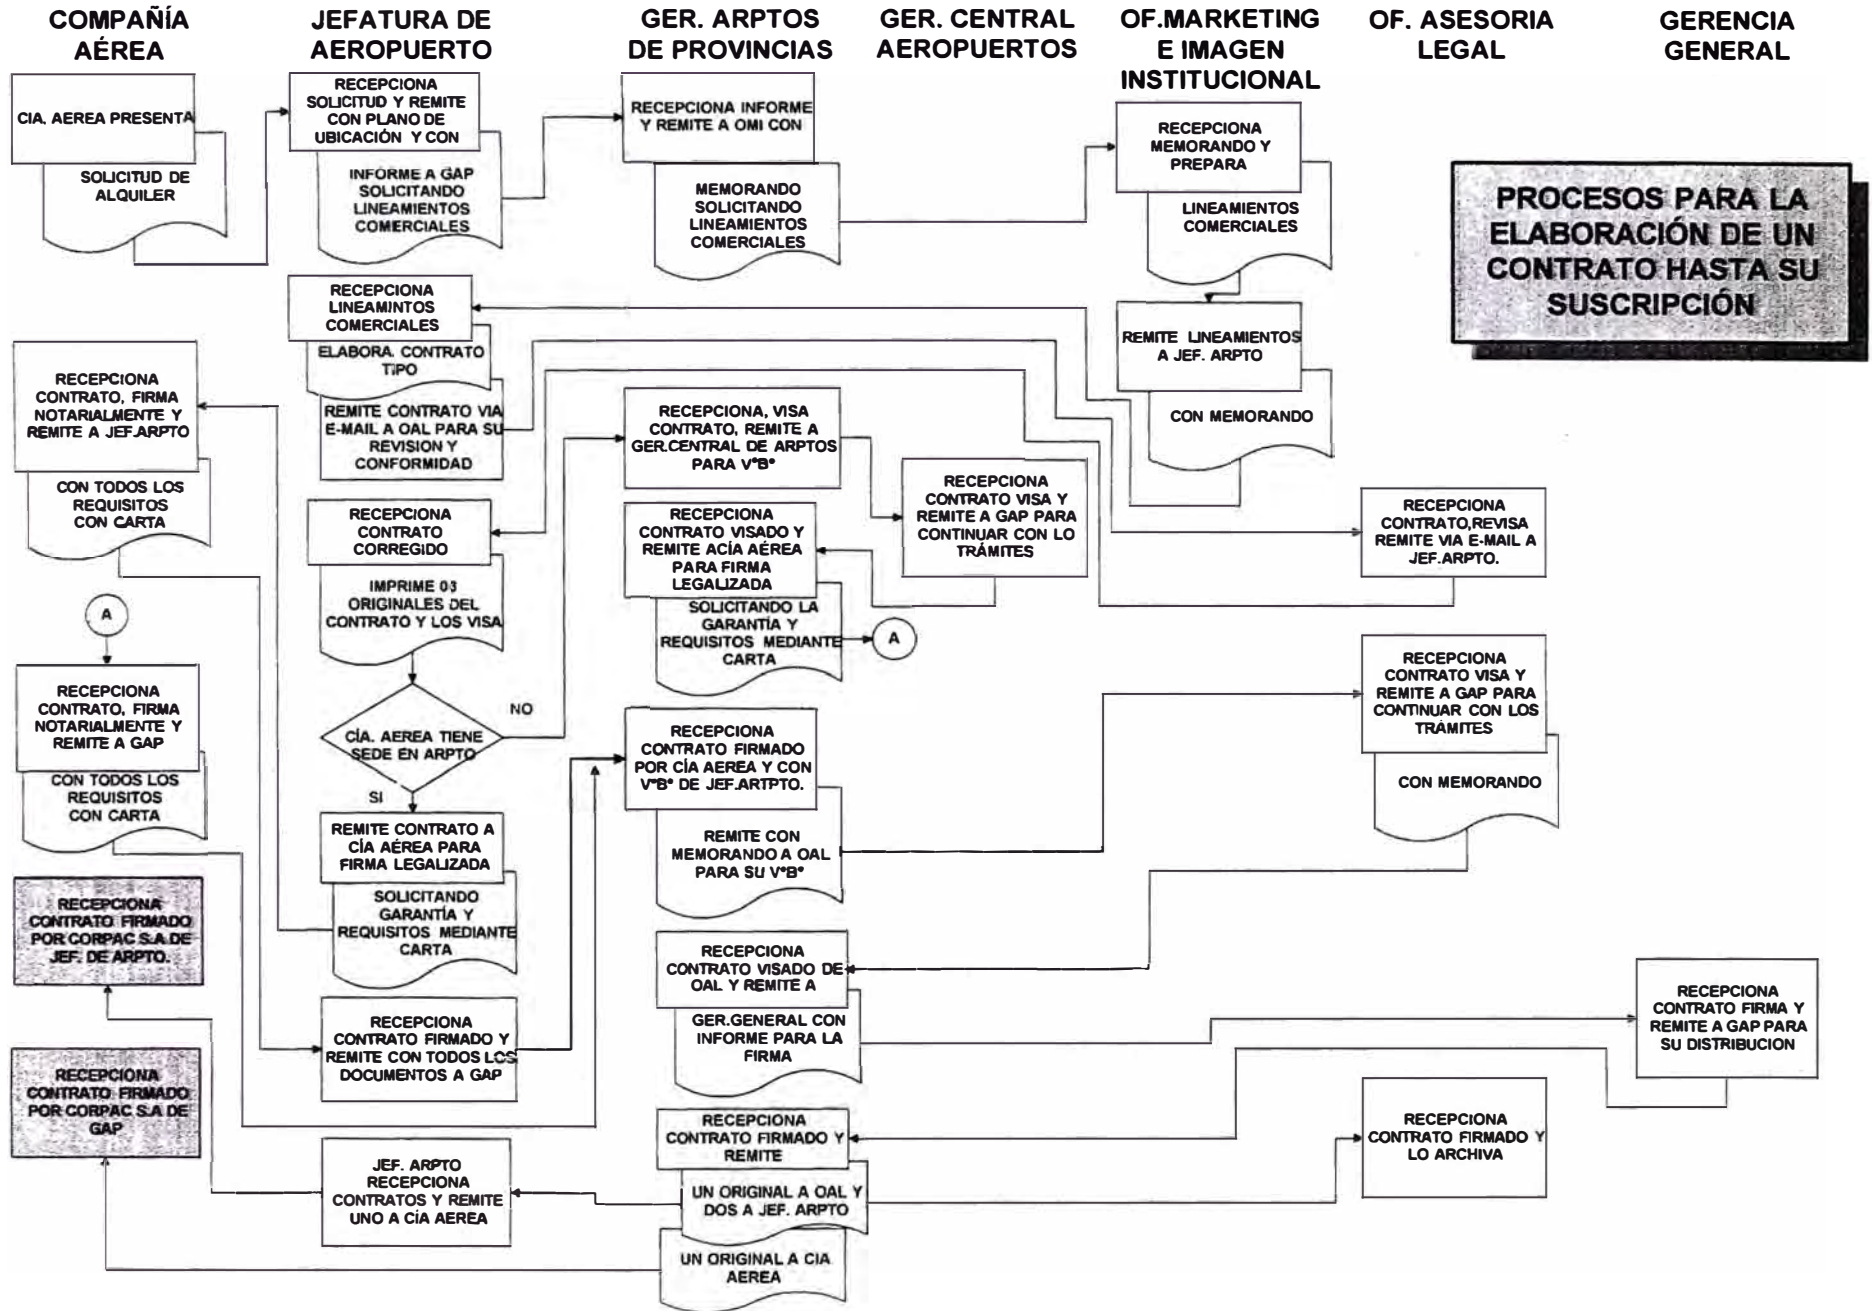 COMPAÑÍA
AÉREA
JEFATURA DE
AEROPUERTO
GER. ARPTOS
DE PROVINCIAS
GER. CENTRAL
AEROPUERTOS
OF.MARKETING
E IMAGEN
INSTITUCIONAL
OF. ASESORIA
LEGAL
GERENCIA
GENERAL
PROCESOS PARA LA
ELABORACIÓN DE UN
CONTRATO HASTA SU
SUSCRIPCIÓN
CIA. AEREA PRESENTA
SOLICITUD DE
ALQUILER
RECEPCIONA
SOLICITUD Y REMITE
CON PLANO DE
UBICACIÓN Y CON
INFORME A GAP
SOLICITANDO
LINEAMIENTOS
COMERCIALES
RECEPCIONA INFORME
Y REMITE A OMI CON
MEMORANDO
SOLICITANDO
LINEAMIENTOS
COMERCIALES
RECEPCIONA
MEMORANDO Y
PREPARA
LINEAMIENTOS
COMERCIALES
REMITE LINEAMIENTOS
A JEF. ARPTO
CON MEMORANDO
RECEPCIONA
LINEAMINTOS
COMERCIALES
ELABORA. CONTRATO
TIPO
REMITE CONTRATO VIA
E-MAIL A OAL PARA SU
REVISION Y
CONFORMIDAD
RECEPCIONA
CONTRATO, FIRMA
NOTARIALMENTE Y
REMITE A JEF.ARPTO
CON TODOS LOS
REQUISITOS
CON CARTA
RECEPCIONA, VISA
CONTRATO, REMITE A
GER.CENTRAL DE ARPTOS
PARA V°B°
RECEPCIONA
CONTRATO VISA Y
REMITE A GAP PARA
CONTINUAR CON LO
TRÁMITES
RECEPCIONA
CONTRATO,REVISA
REMITE VIA E-MAIL A
JEF.ARPTO.
RECEPCIONA
CONTRATO
CORREGIDO
IMPRIME 03
ORIGINALES DEL
CONTRATO Y LOS VISA
RECEPCIONA
CONTRATO VISADO Y
REMITE ACÍA AÉREA
PARA FIRMA
LEGALIZADA
SOLICITANDO LA
GARANTÍA Y
REQUISITOS MEDIANTE
CARTA
A
A
RECEPCIONA
CONTRATO, FIRMA
NOTARIALMENTE Y
REMITE A GAP
CON TODOS LOS
REQUISITOS
CON CARTA
CÍA. AEREA TIENE
SEDE EN ARPTO
NO
SI
RECEPCIONA
CONTRATO FIRMADO
POR CÍA AEREA Y CON
V°B° DE JEF.ARTPTO.
REMITE CON
MEMORANDO A OAL
PARA SU V°B°
RECEPCIONA
CONTRATO VISA Y
REMITE A GAP PARA
CONTINUAR CON LOS
TRÁMITES
CON MEMORANDO
REMITE CONTRATO A
CÍA AÉREA PARA
FIRMA LEGALIZADA
SOLICITANDO
GARANTÍA Y
REQUISITOS MEDIANTE
CARTA
RECEPCIONA
CONTRATO FIRMADO
POR CORPAC S.A DE
JEF. DE ARPTO.
RECEPCIONA
CONTRATO VISADO DE
OAL Y REMITE A
GER.GENERAL CON
INFORME PARA LA
FIRMA
RECEPCIONA
CONTRATO FIRMA Y
REMITE A GAP PARA
SU DISTRIBUCION
RECEPCIONA
CONTRATO FIRMADO Y
REMITE CON TODOS LOS
DOCUMENTOS A GAP
RECEPCIONA
CONTRATO FIRMADO
POR CORPAC S.A DE
GAP
RECEPCIONA
CONTRATO FIRMADO Y
REMITE
UN ORIGINAL A OAL Y
DOS A JEF. ARPTO
UN ORIGINAL A CIA
AEREA
RECEPCIONA
CONTRATO FIRMADO Y
LO ARCHIVA
JEF. ARPTO
RECEPCIONA
CONTRATOS Y REMITE
UNO A CÍA AEREA